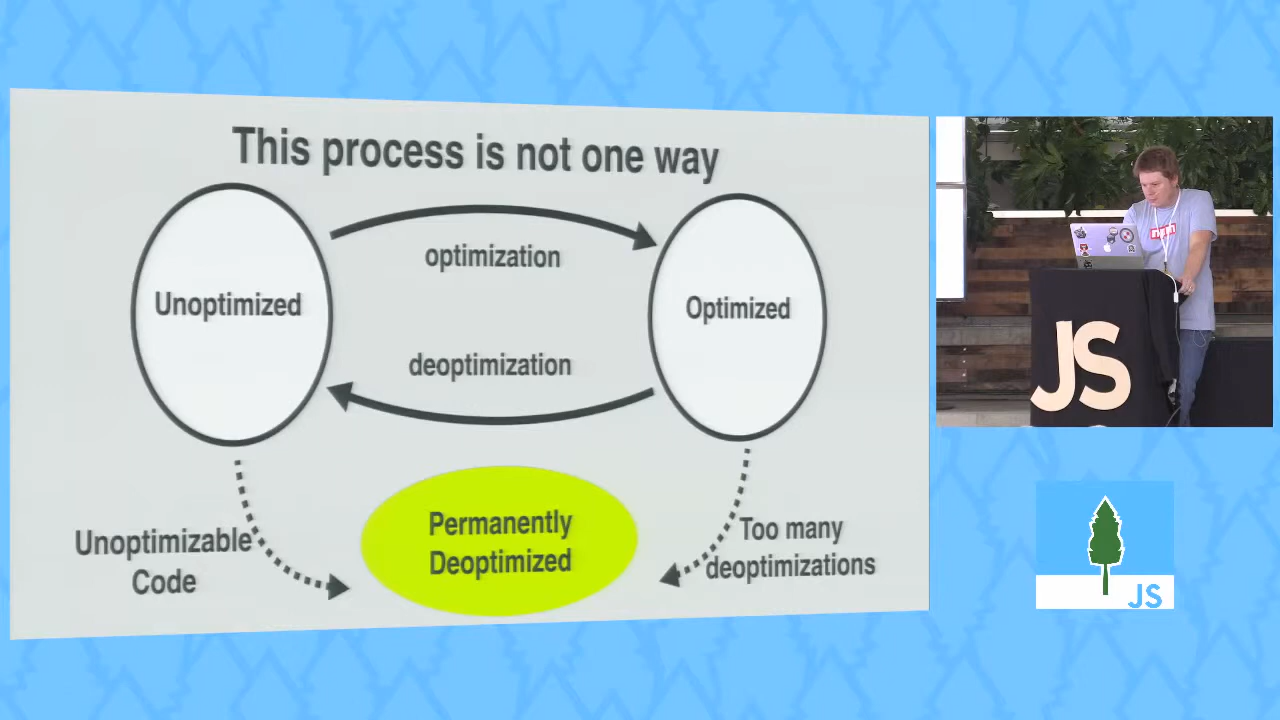 This process is not one way
optimization
Unoptimized
Optimized
deoptimization
Permanently
Deoptimized
Unoptimizable
Code
Too many
deoptimizations
npm
JS
JS